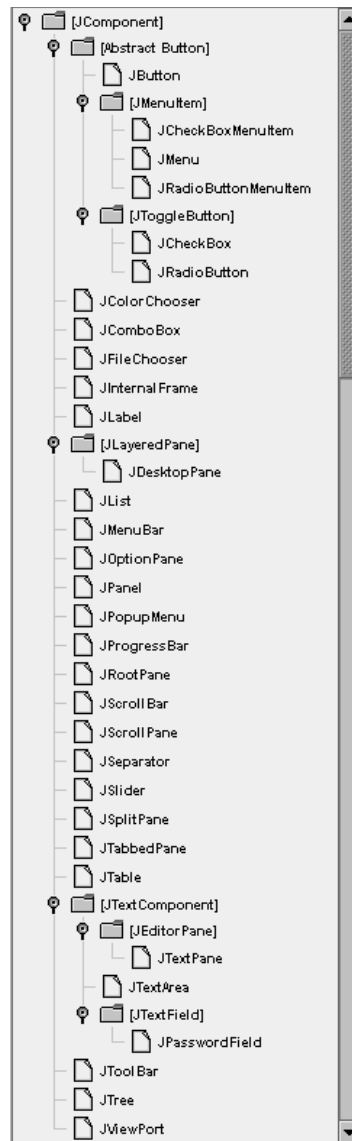 [JComponent]
[Abstract Button]
JButton
[JMenuItem]
JCheckBoxMenuItem
JMenu
JRadioButtonMenuItem
[JToggleButton]
JCheckBox
JRadioButton
JColorChooser
JComboBox
JFileChooser
JInternalFrame
JLabel
[JLayeredPane]
JDesktopPane
JList
JMenuBar
JOptionPane
JPanel
JPopupMenu
JProgressBar
JRootPane
JScrollBar
JScrollPane
JSeparator
JSlider
JSplitPane
JTabbedPane
JTable
[JTextComponent]
[JEditorPane]
JTextPane
JTextArea
[JTextField]
JPasswordField
JToolBar
JTree
JViewPort